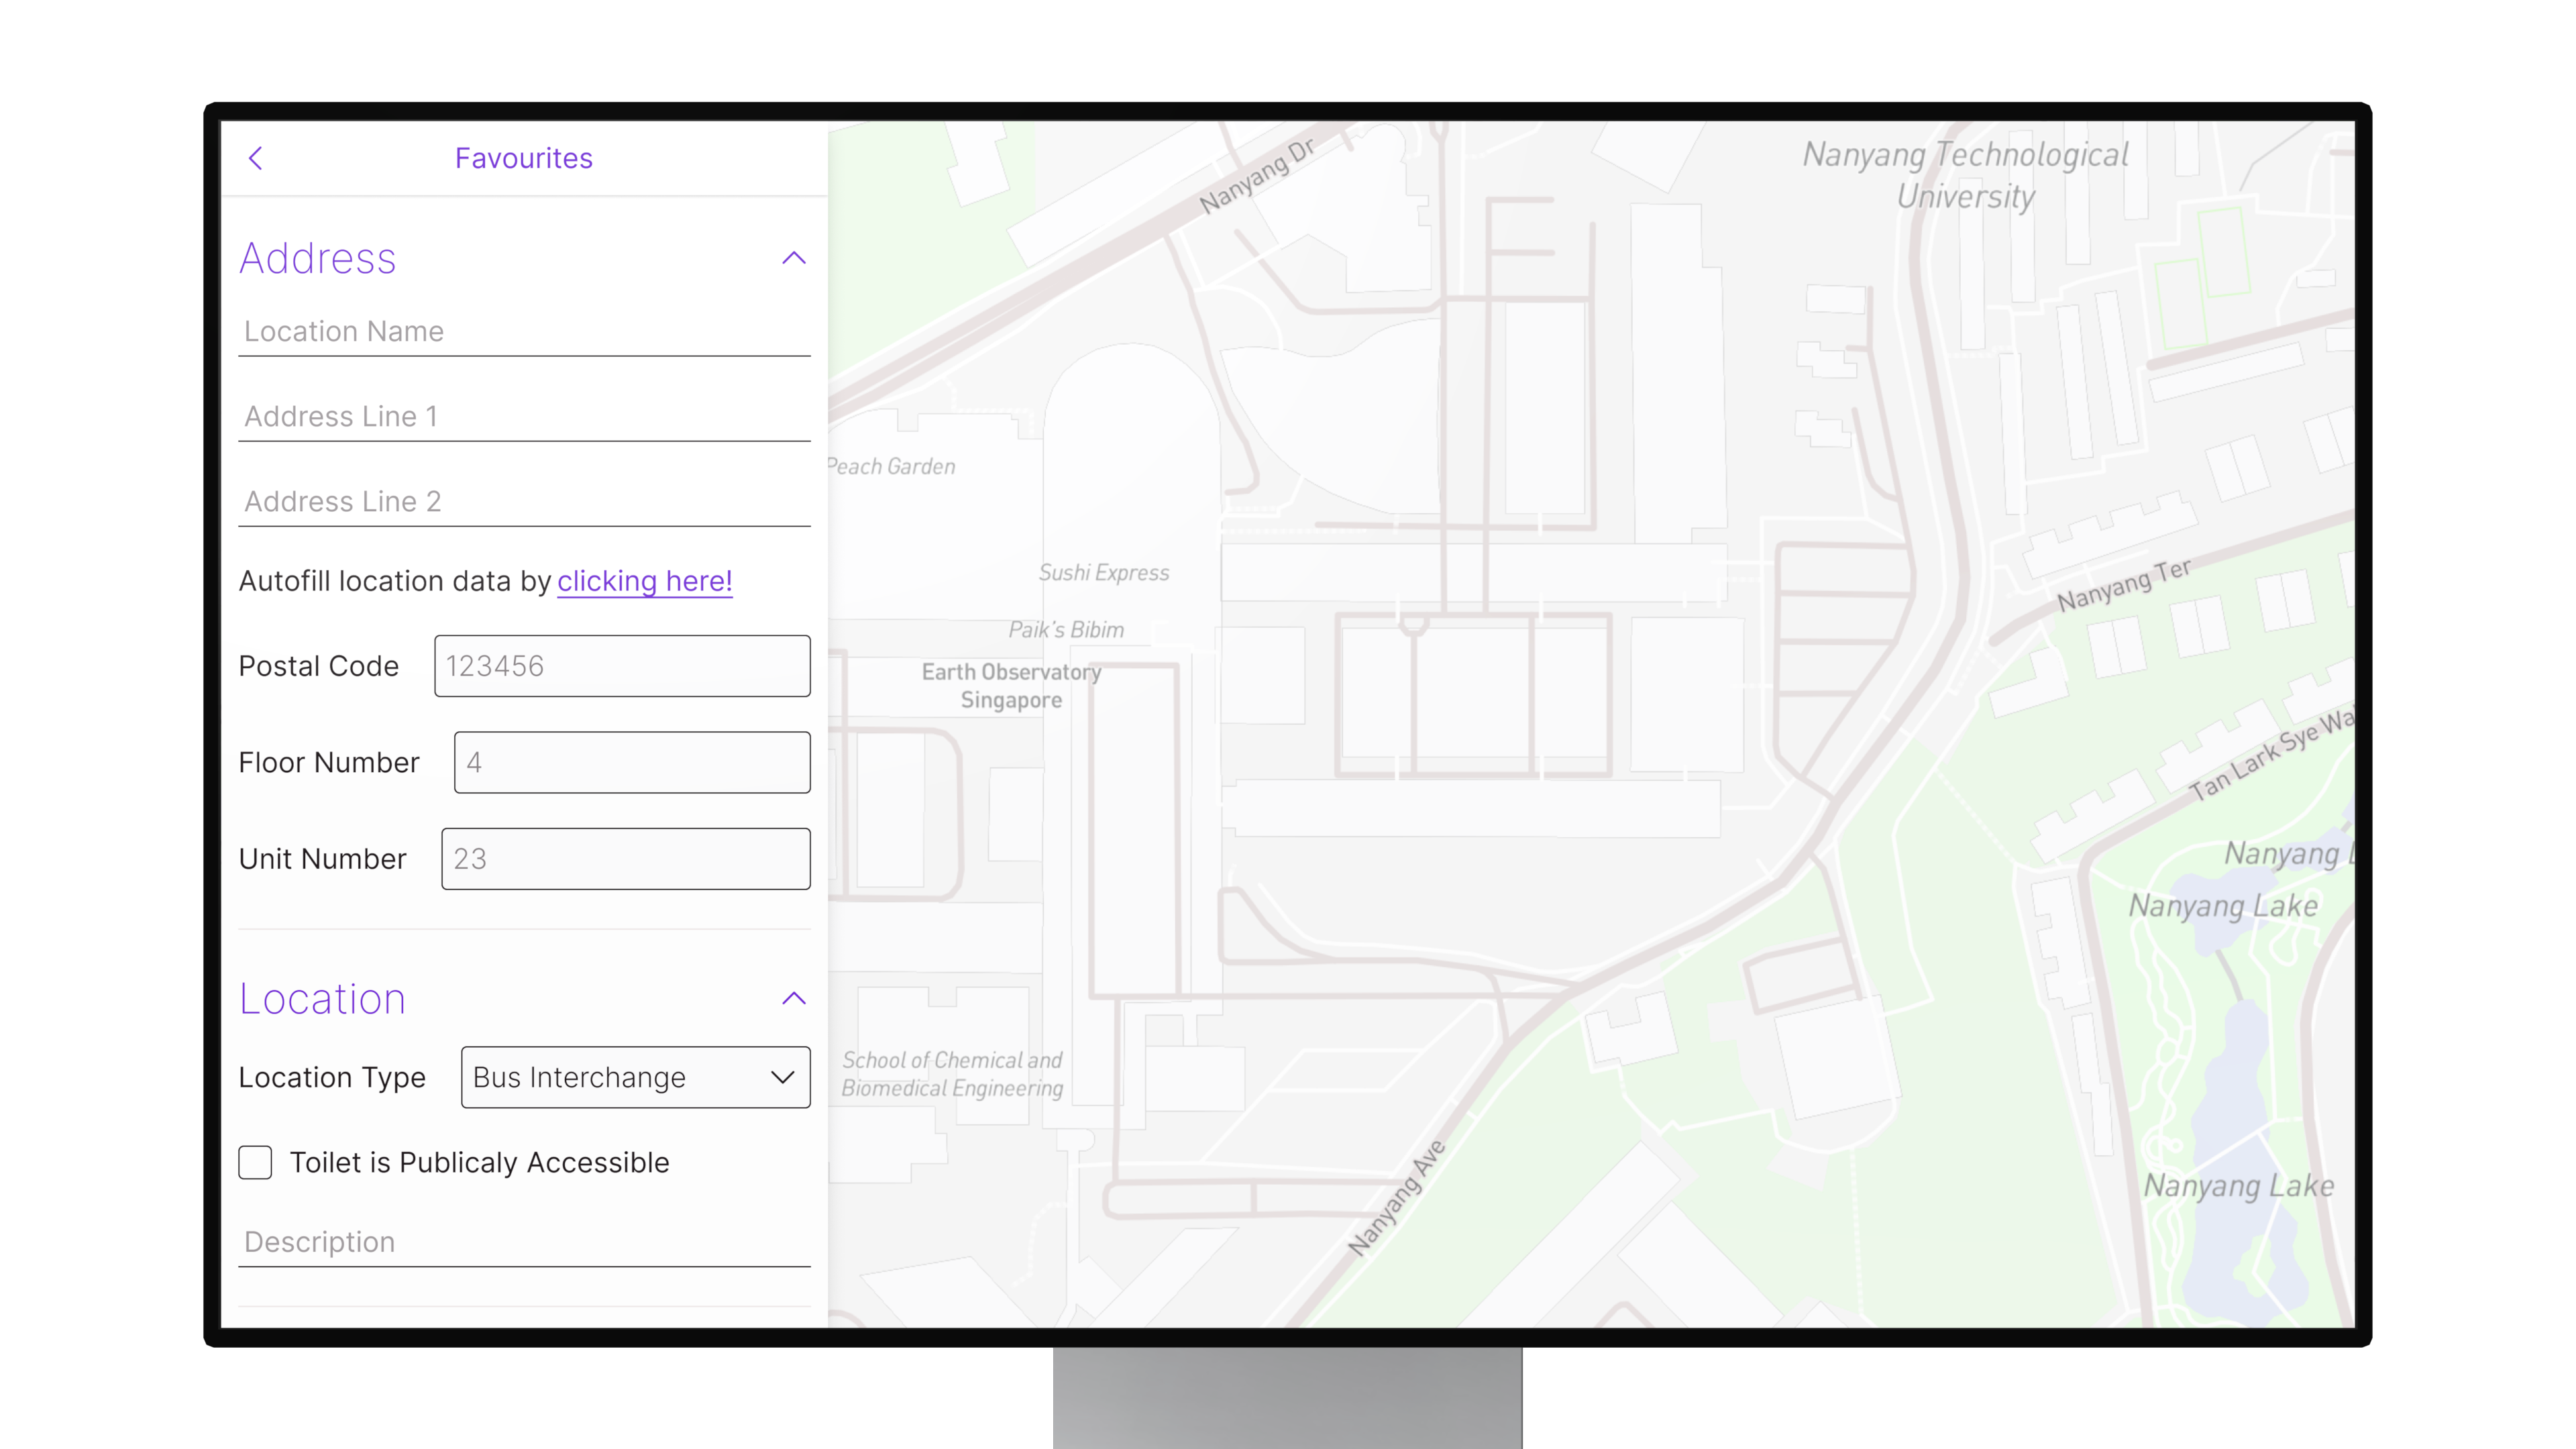 Favourites
Address
Location Name
Address Line 1
Address Line 2
Autofill location data by clicking here!
Postal Code 123456
Floor Number 4
Unit Number 23
Location
Location Type Bus Interchange
Toilet is Publicaly Accessible
Description
Nanyang Dr
Nanyang Technological
University
Peach Garden
Sushi Express
Paik's Bibim
Earth Observatory
Singapore
Nanyang Ter
Tan Lark Sye Wa
Nanyang L
Nanyang Lake
School of Chemical and
Biomedical Engineering
Nanyang Ave
Nanyang Lake